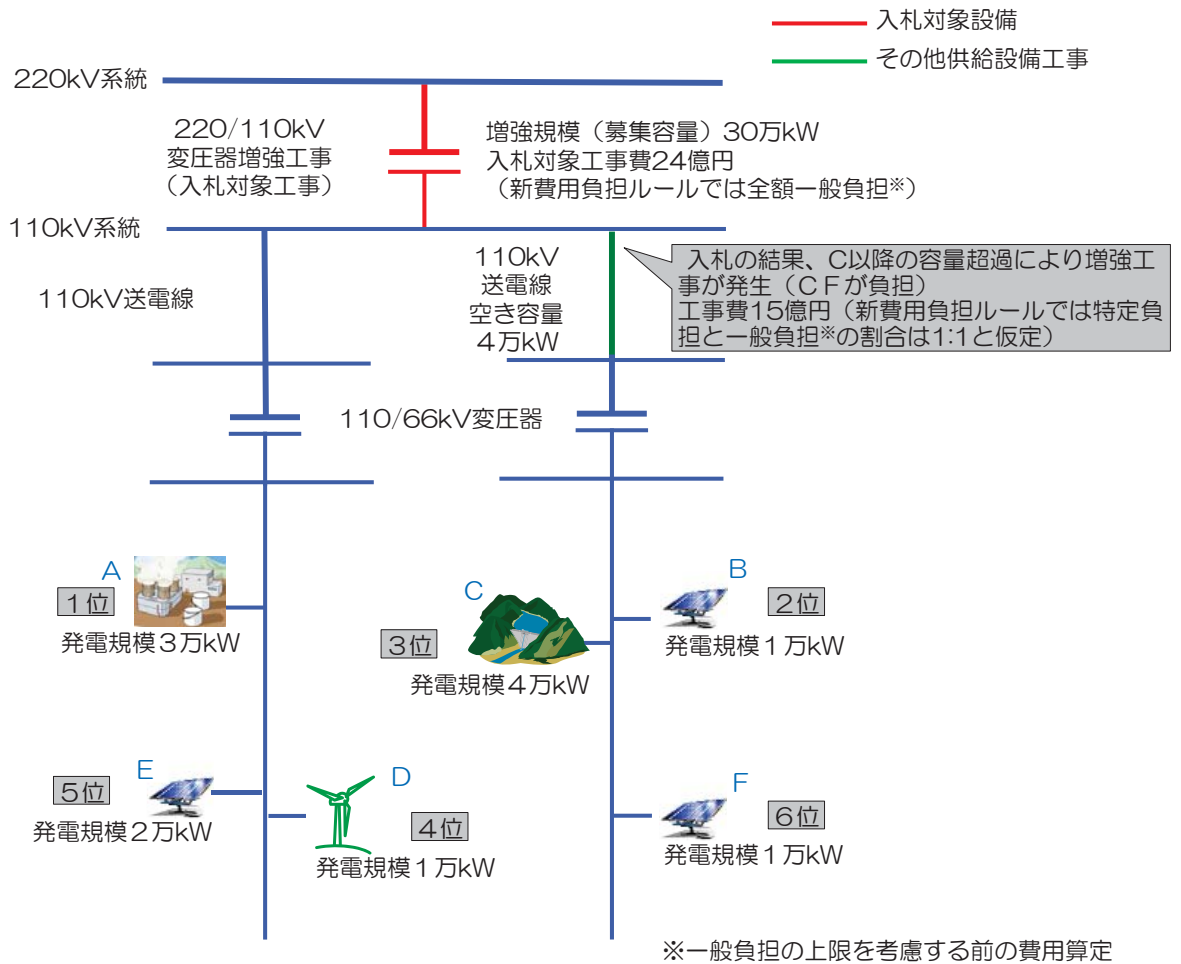 入札対象設備
その他供給設備工事
220kV系統
220/110kV
変圧器増強工事
(入札対象工事)
増強規模(募集容量)30万kW
入札対象工事費24億円
(新費用負担ルールでは全額一般負担※)
110kV系統
110kV送電線
110kV
送電線
空き容量
4万kW
入札の結果、C以降の容量超過により増強工
事が発生(CFが負担)
工事費15億円(新費用負担ルールでは特定負
担と一般負担※の割合は1:1と仮定)
110/66kV変圧器
A
1位
発電規模3万kW
B
2位
発電規模1万kW
C
3位
発電規模4万kW
E
5位
発電規模2万kW
D
4位
発電規模1万kW
F
6位
発電規模1万kW
※一般負担の上限を考慮する前の費用算定